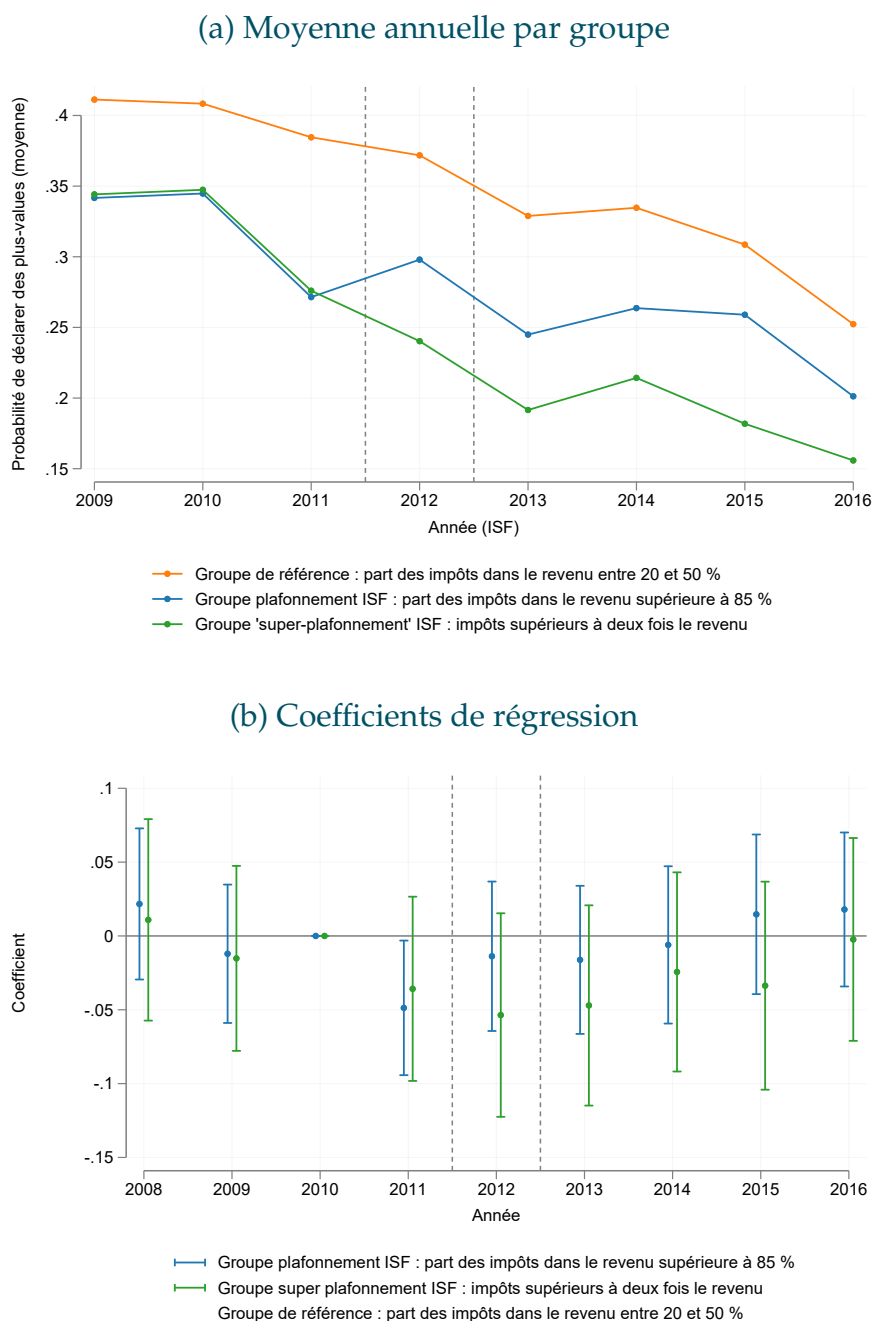 (a) Moyenne annuelle par groupe
Probabilité de déclarer des plus-values (moyenne)
.4
.35
.3
.25
.2
.15
2009 2010 2011 2012 2013 2014 2015 2016
Année (ISF)
Groupe de référence : part des impôts dans le revenu entre 20 et 50 %
Groupe plafonnement ISF : part des impôts dans le revenu supérieure à 85 %
Groupe 'super-plafonnement' ISF : impôts supérieurs à deux fois le revenu
(b) Coefficients de régression
Coefficient
.1
.05
0
-.05
-.1
-.15
2008 2009 2010 2011 2012 2013 2014 2015 2016
Année
Groupe plafonnement ISF : part des impôts dans le revenu supérieure à 85 %
Groupe super plafonnement ISF : impôts supérieurs à deux fois le revenu
Groupe de référence : part des impôts dans le revenu entre 20 et 50 %